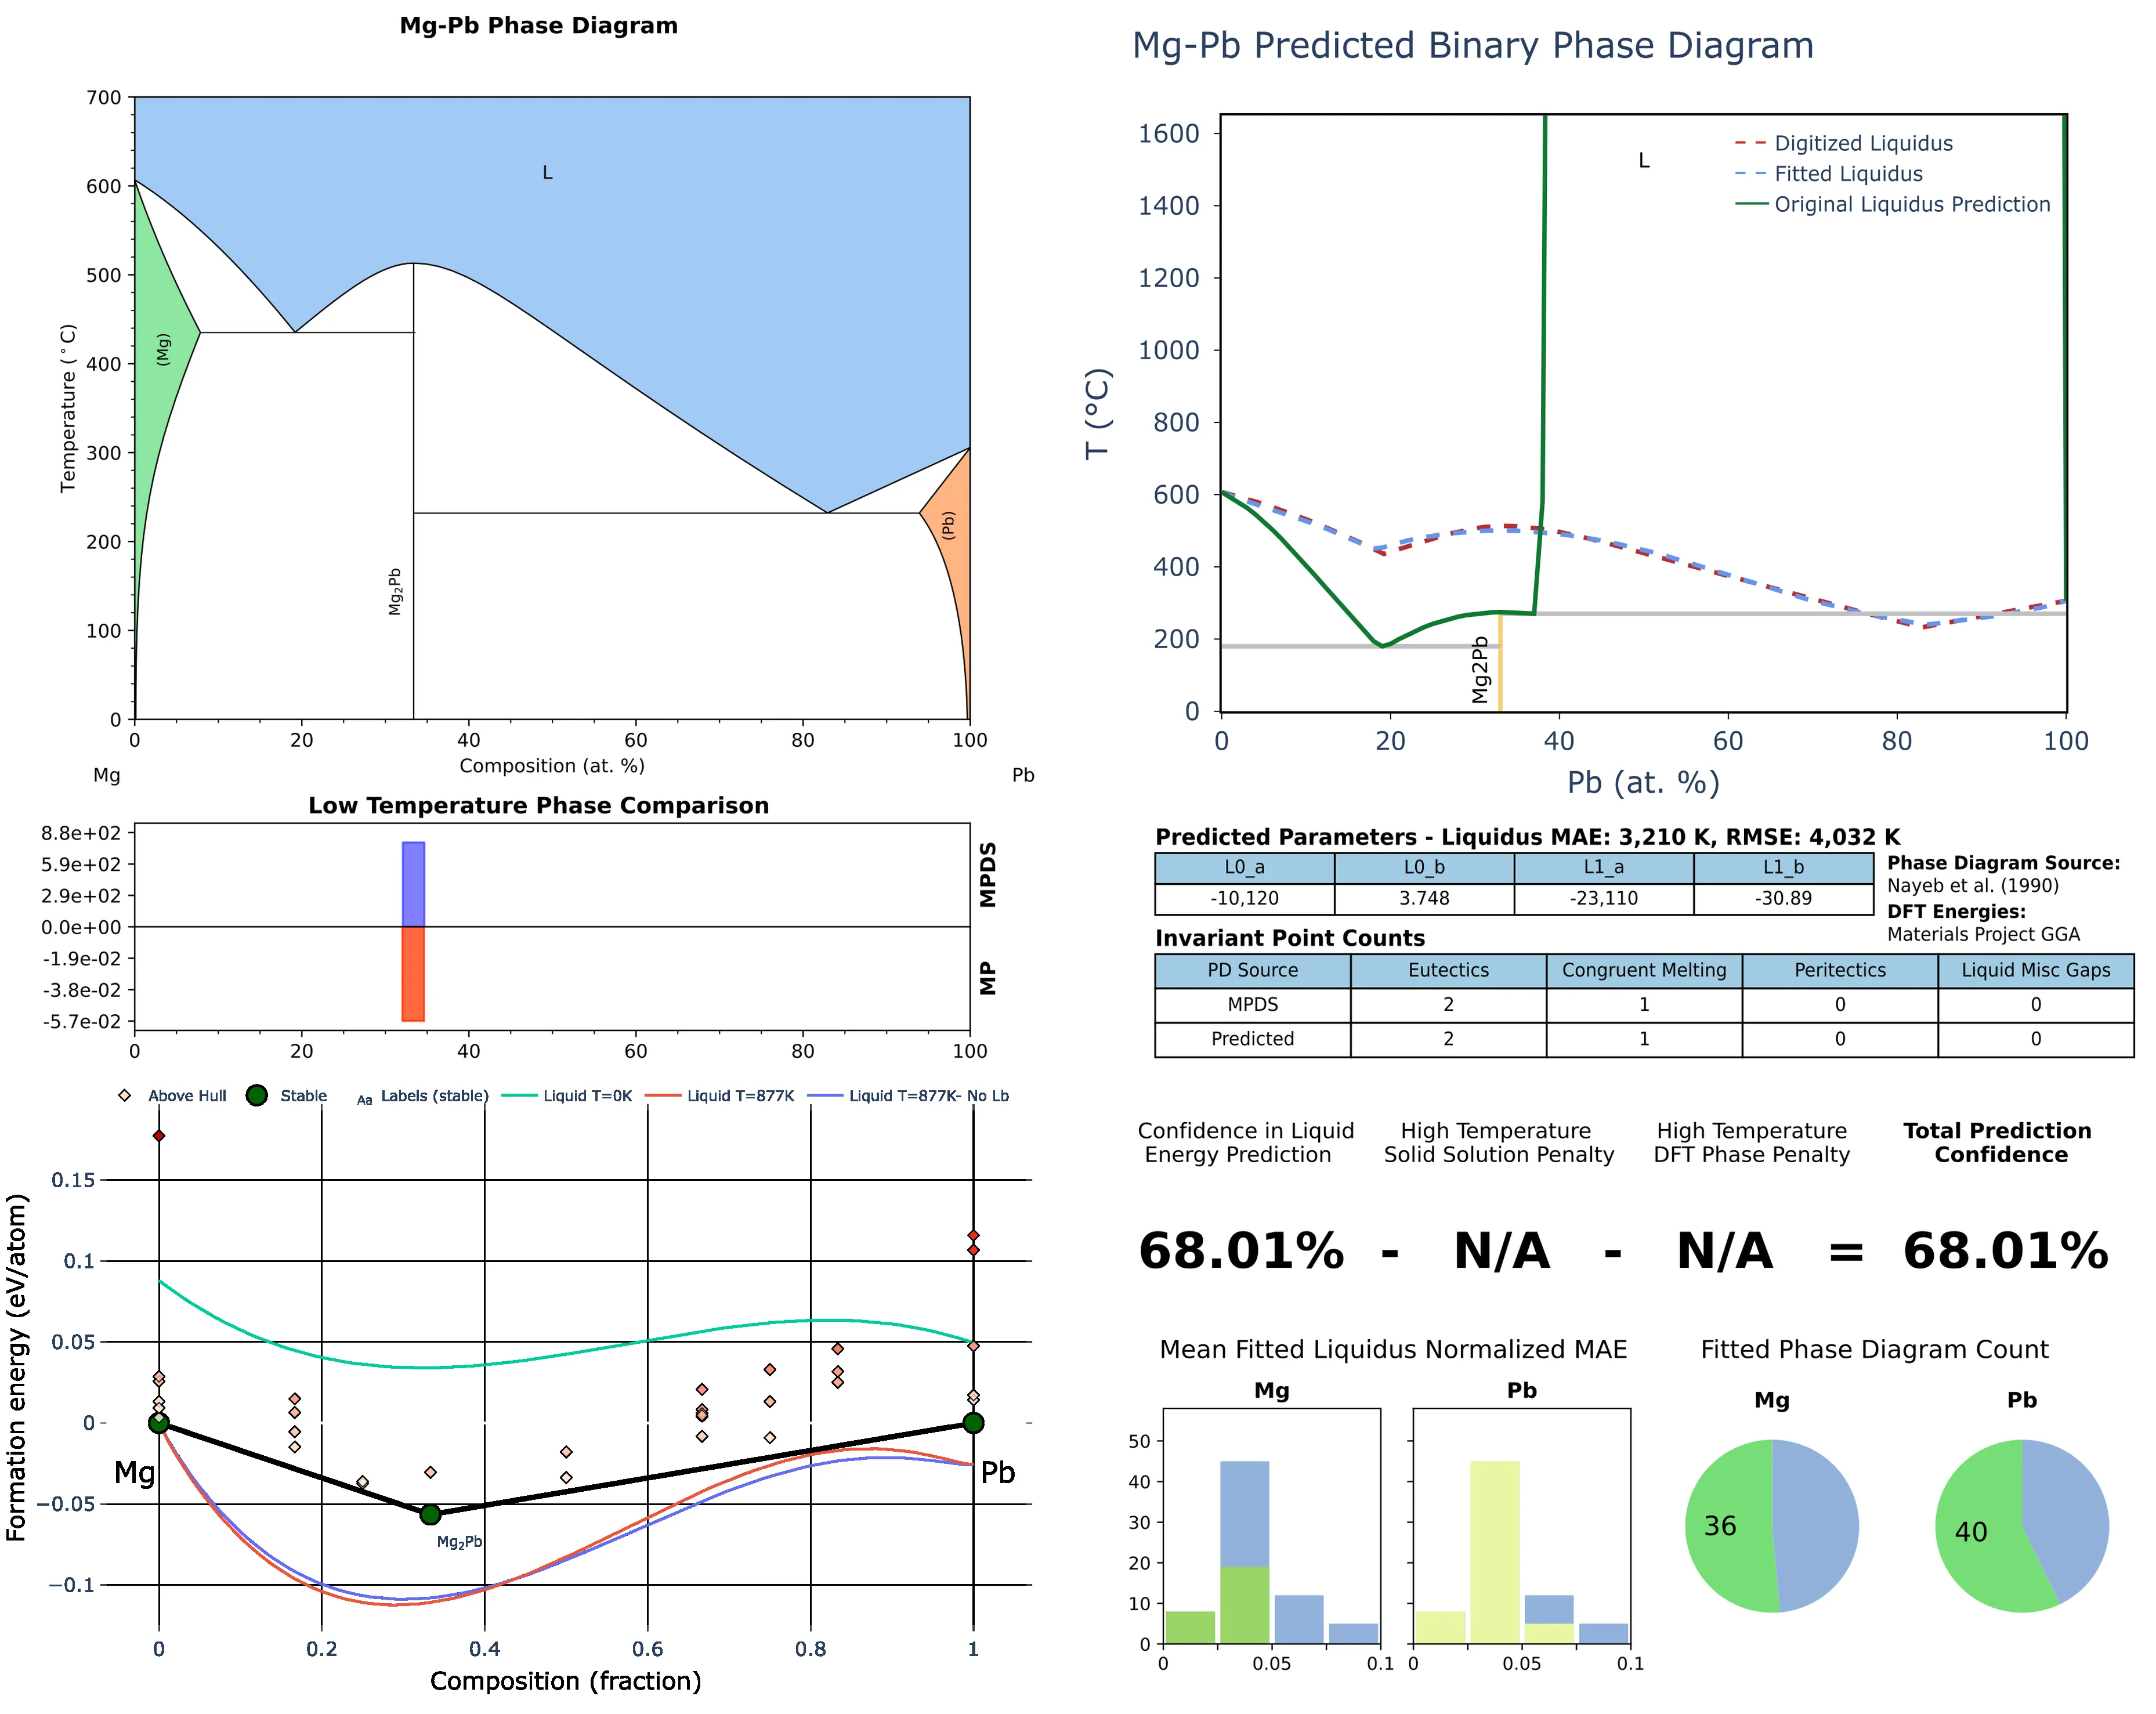 Mg-Pb Phase Diagram
700
600
500
400
300
200
100
0
Temperature (°C)
L
(Mg)
Mg₂Pb
(Pb)
0 20 40 60 80 100
Composition (at. %)
Mg Pb
Low Temperature Phase Comparison
8.8e+02
5.9e+02
2.9e+02
0.0e+00
-1.9e-02
-3.8e-02
-5.7e-02
MPDS
MP
0 20 40 60 80 100
Above Hull Stable Aa Labels (stable) Liquid T=0K Liquid T=877K Liquid T=877K- No Lb
0.15
0.1
0.05
0
−0.05
−0.1
Formation energy (eV/atom)
Mg
Pb
Mg₂Pb
0 0.2 0.4 0.6 0.8 1
Composition (fraction)
Mg-Pb Predicted Binary Phase Diagram
1600
1400
1200
1000
800
600
400
200
0
T (°C)
L
Digitized Liquidus
Fitted Liquidus
Original Liquidus Prediction
Mg2Pb
0 20 40 60 80 100
Pb (at. %)
Predicted Parameters - Liquidus MAE: 3,210 K, RMSE: 4,032 K
L0_a L0_b L1_a L1_b
-10,120 3.748 -23,110 -30.89
Phase Diagram Source:
Nayeb et al. (1990)
DFT Energies:
Materials Project GGA
Invariant Point Counts
PD Source Eutectics Congruent Melting Peritectics Liquid Misc Gaps
MPDS 2 1 0 0
Predicted 2 1 0 0
Confidence in Liquid
Energy Prediction
High Temperature
Solid Solution Penalty
High Temperature
DFT Phase Penalty
Total Prediction
Confidence
68.01% - N/A - N/A = 68.01%
Mean Fitted Liquidus Normalized MAE
Mg Pb
50
40
30
20
10
0
0 0.05 0.1
0 0.05 0.1
Fitted Phase Diagram Count
Mg Pb
36
40